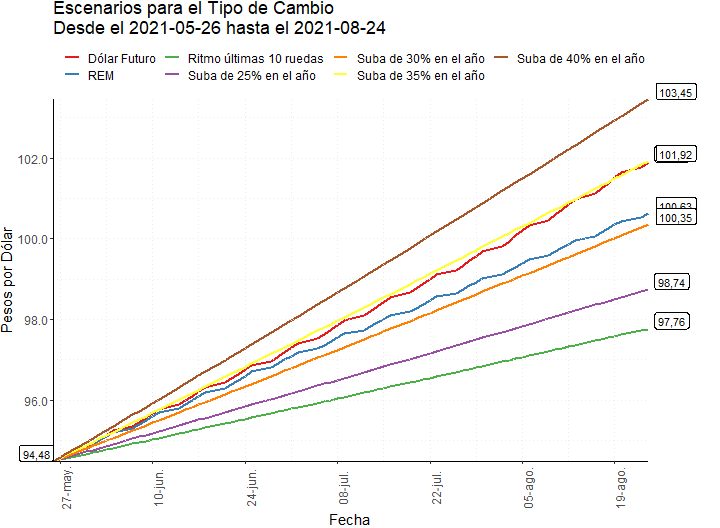 Escenarios para el Tipo de Cambio
Desde el 2021-05-26 hasta el 2021-08-24
Dólar Futuro
Ritmo últimas 10 ruedas
Suba de 30% en el año
Suba de 40% en el año
REM
Suba de 25% en el año
Suba de 35% en el año
103,45
102.0
101,92
100,63
100,35
100.0
98,74
98.0
97,76
96.0
94,48
Pesos por Dólar
27-may.
10-jun.
24-jun.
08-jul.
22-jul.
05-ago.
19-ago.
Fecha